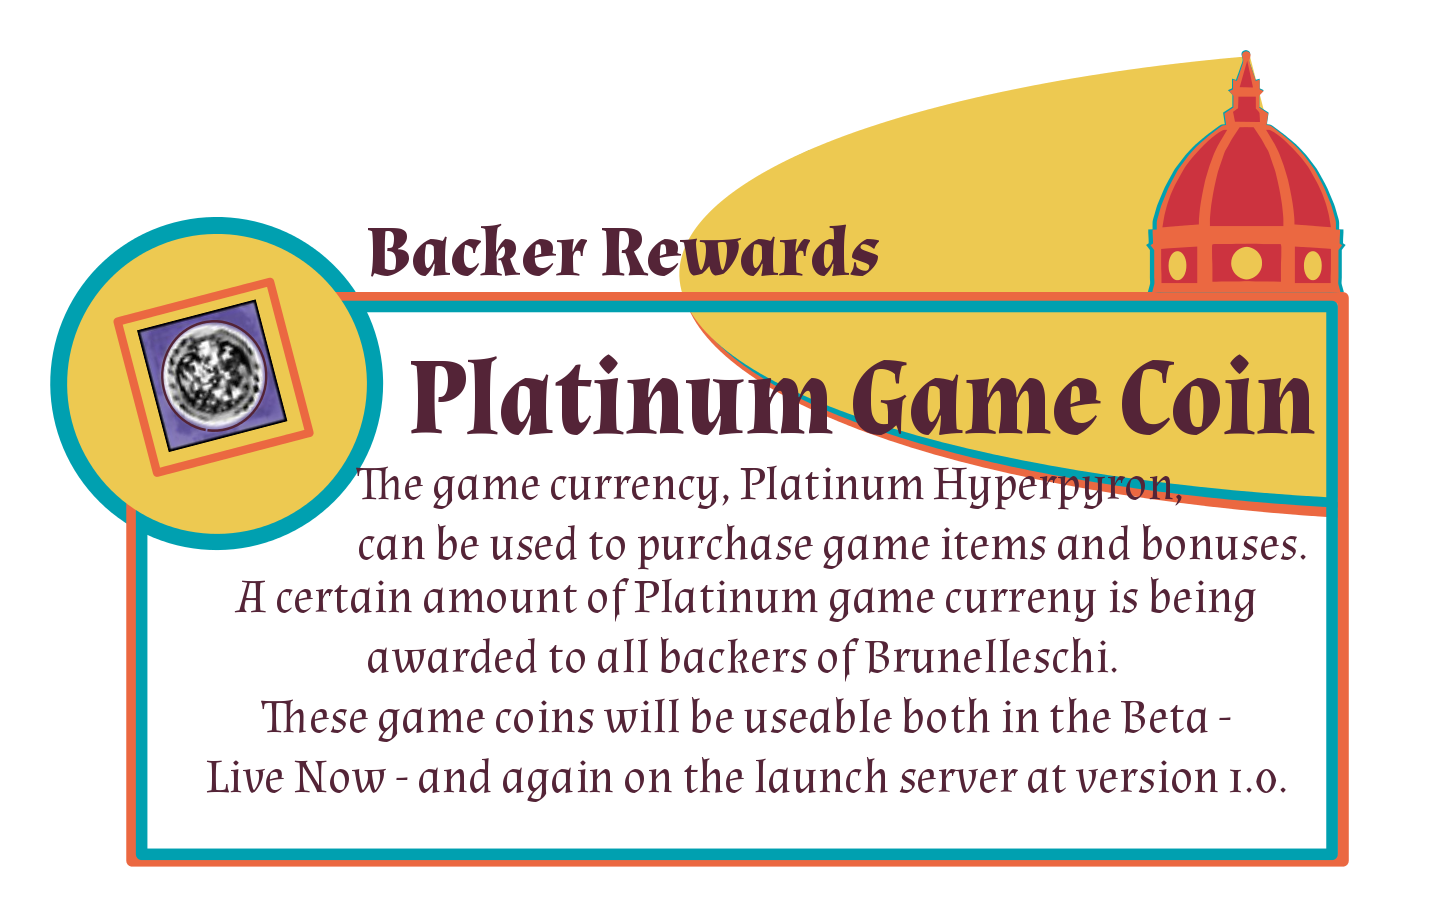 Backer Rewards
Platinum Game Coin
The game currency, Platinum Hyperpyron,
can be used to purchase game items and bonuses.
A certain amount of Platinum game curreny is being
awarded to all backers of Brunelleschi.
These game coins will be useable both in the Beta -
Live Now - and again on the launch server at version 1.0.